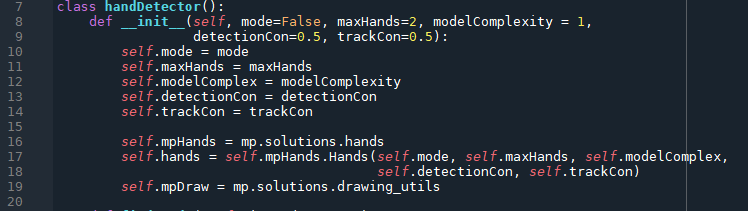 7 class handDetector():
8 def __init__(self, mode=False, maxHands=2, modelComplexity = 1,
9 detectionCon=0.5, trackCon=0.5):
10 self.mode = mode
11 self.maxHands = maxHands
12 self.modelComplex = modelComplexity
13 self.detectionCon = detectionCon
14 self.trackCon = trackCon
15
16 self.mpHands = mp.solutions.hands
17 self.hands = self.mpHands.Hands(self.mode, self.maxHands, self.modelComplex,
18 self.detectionCon, self.trackCon)
19 self.mpDraw = mp.solutions.drawing_utils
20